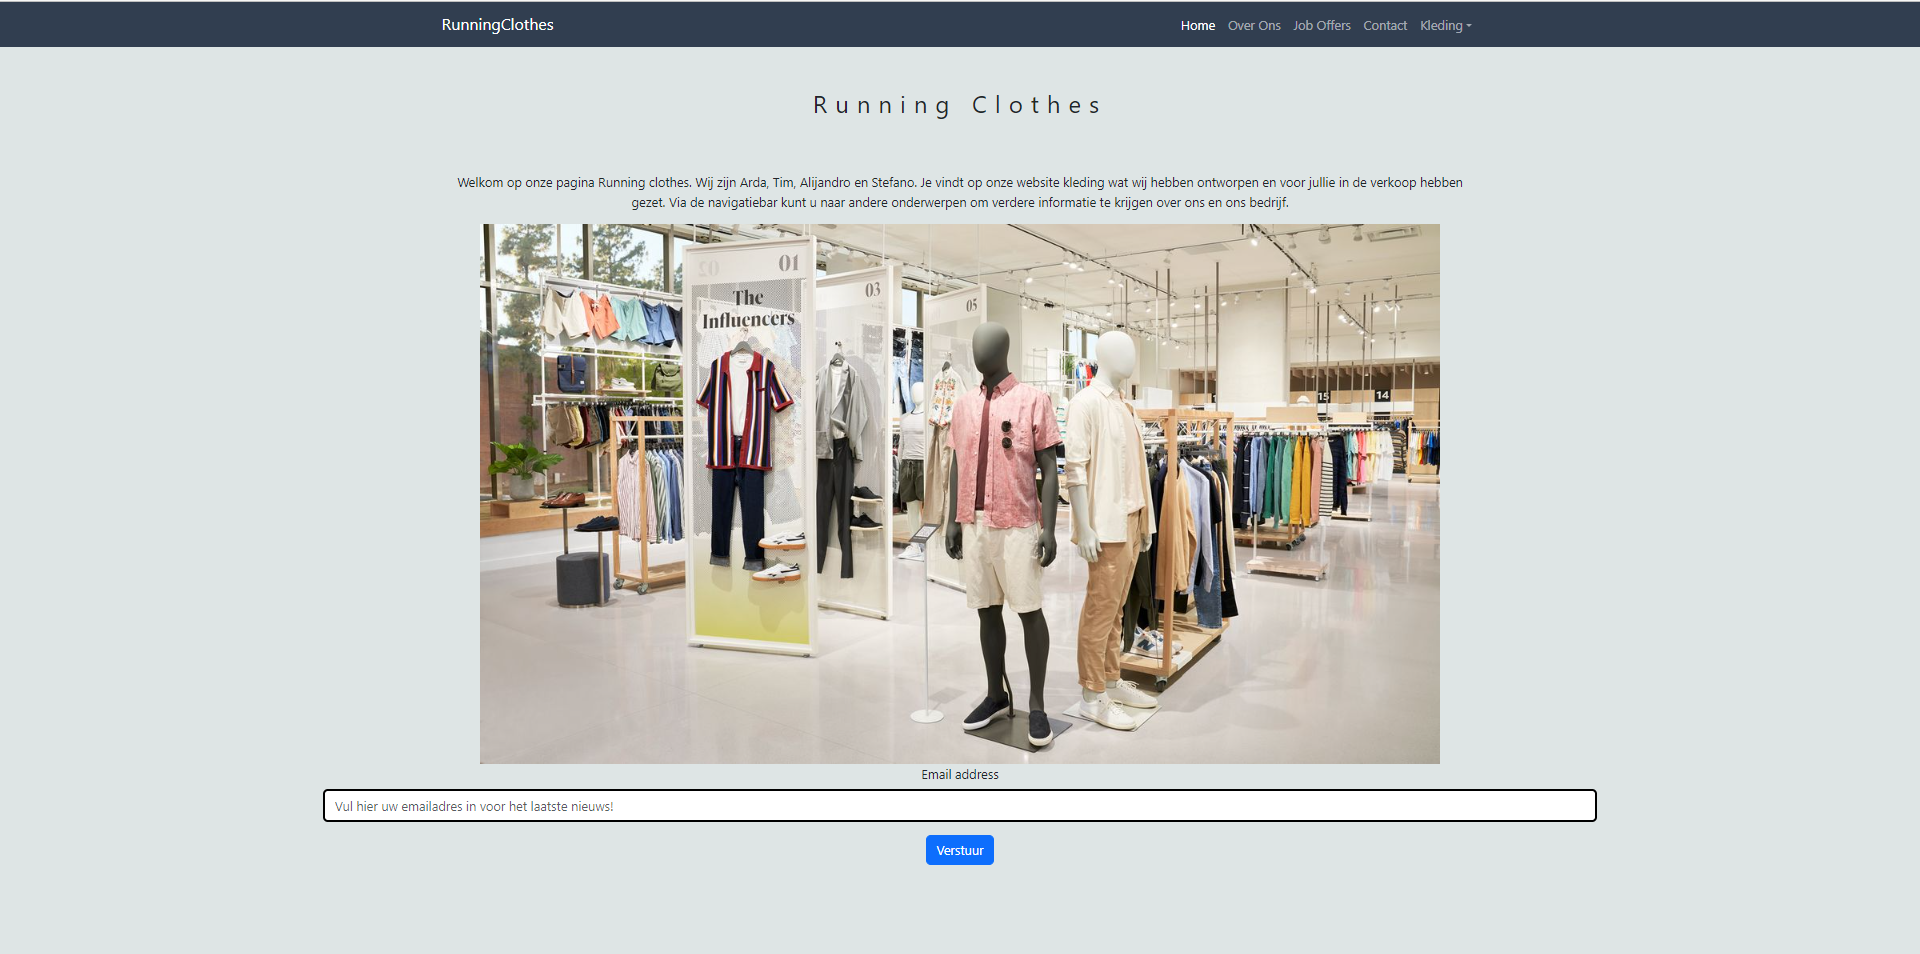 RunningClothes
Home Over Ons Job Offers Contact Kleding
Running Clothes
Welkom op onze pagina Running clothes. Wij zijn Arda, Tim, Alijandro en Stefano. Je vindt op onze website kleding wat wij hebben ontworpen en voor jullie in de verkoop hebben
gezet. Via de navigatiebar kunt u naar andere onderwerpen om verdere informatie te krijgen over ons en ons bedrijf.
02 01
The
Influencers
03
05
15
14
Email address
Vul hier uw emailadres in voor het laatste nieuws!
Verstuur